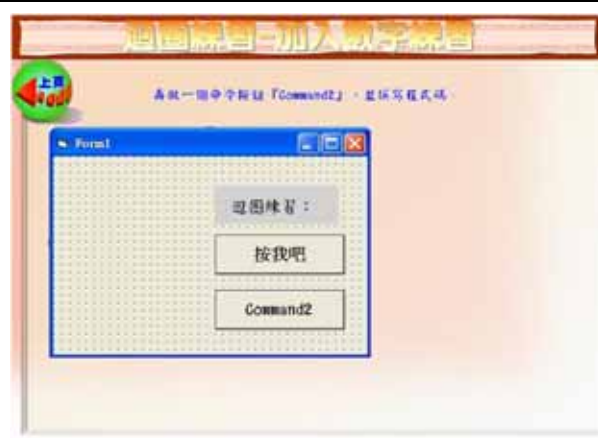 迴圈練習-加入數字練習
上頁
再做一個命令按鈕『Command2』，並撰寫程式碼。
Form1
迴圈練習：
按我吧
Command2